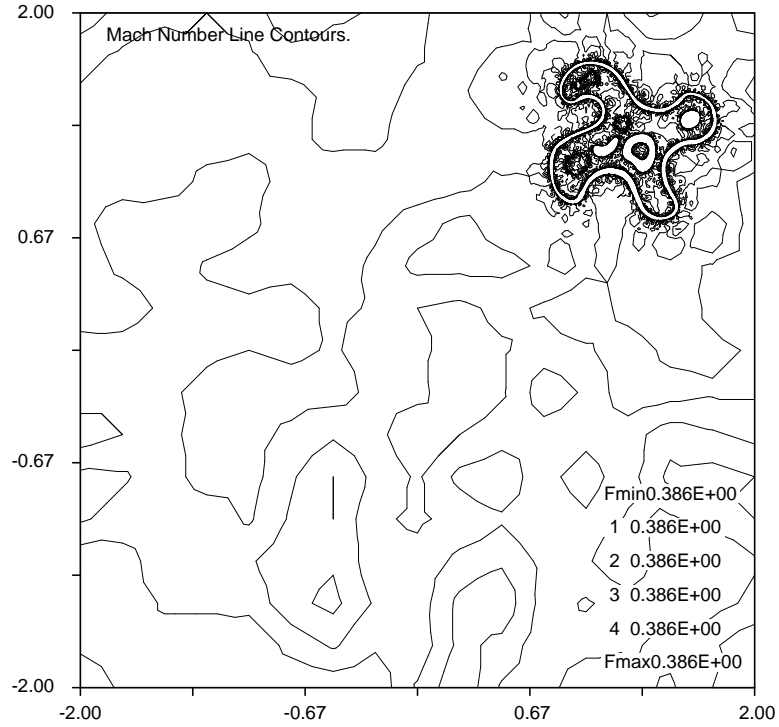 2.00
Mach Number Line Contours.
0.67
-0.67
Fmin0.386E+00
1 0.386E+00
2 0.386E+00
3 0.386E+00
4 0.386E+00
Fmax0.386E+00
-2.00
-2.00 -0.67 0.67 2.00